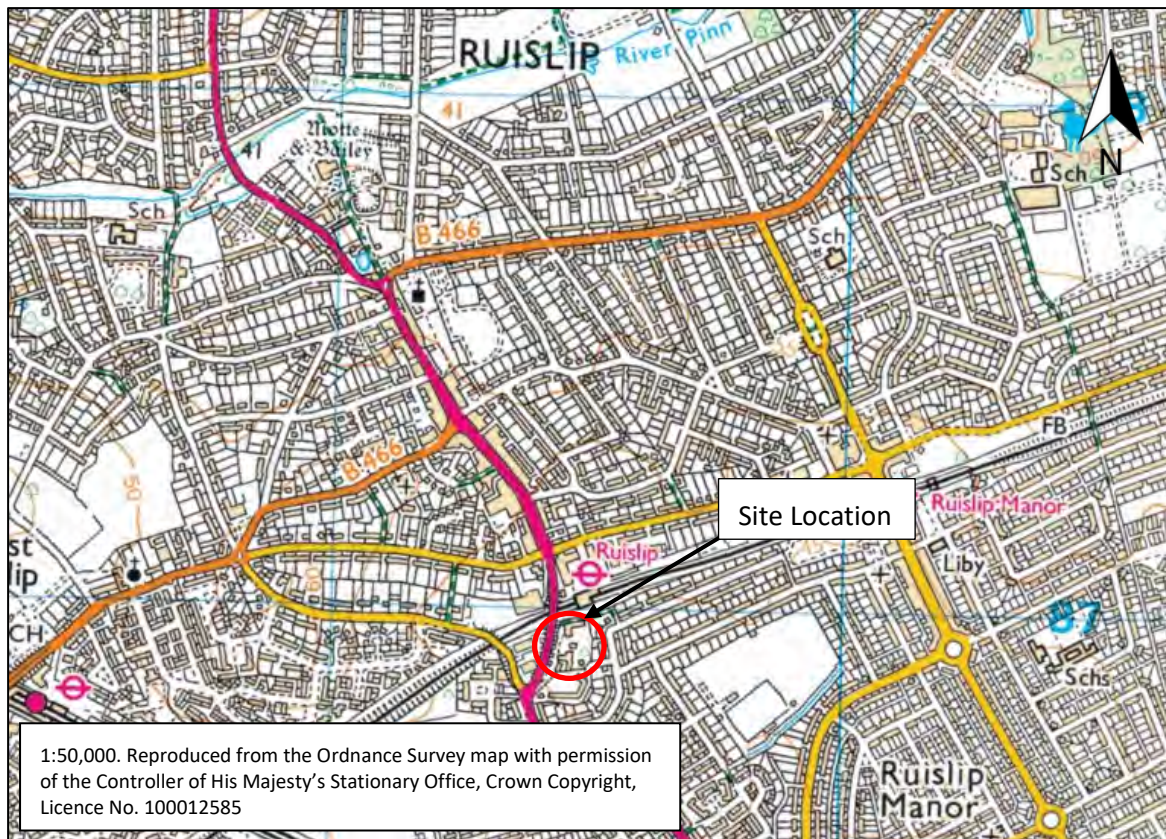 RUISLIP
River Pinn
41
41
Motte
& Bailey
Sch
B 466
Sch
Sch
N
B 466
50
FB
Site Location
Ruislip
Ruislip Manor
Liby
st
lip
60
CH
87
Schs
Ruislip
Manor
1:50,000. Reproduced from the Ordnance Survey map with permission
of the Controller of His Majesty’s Stationary Office, Crown Copyright,
Licence No. 100012585